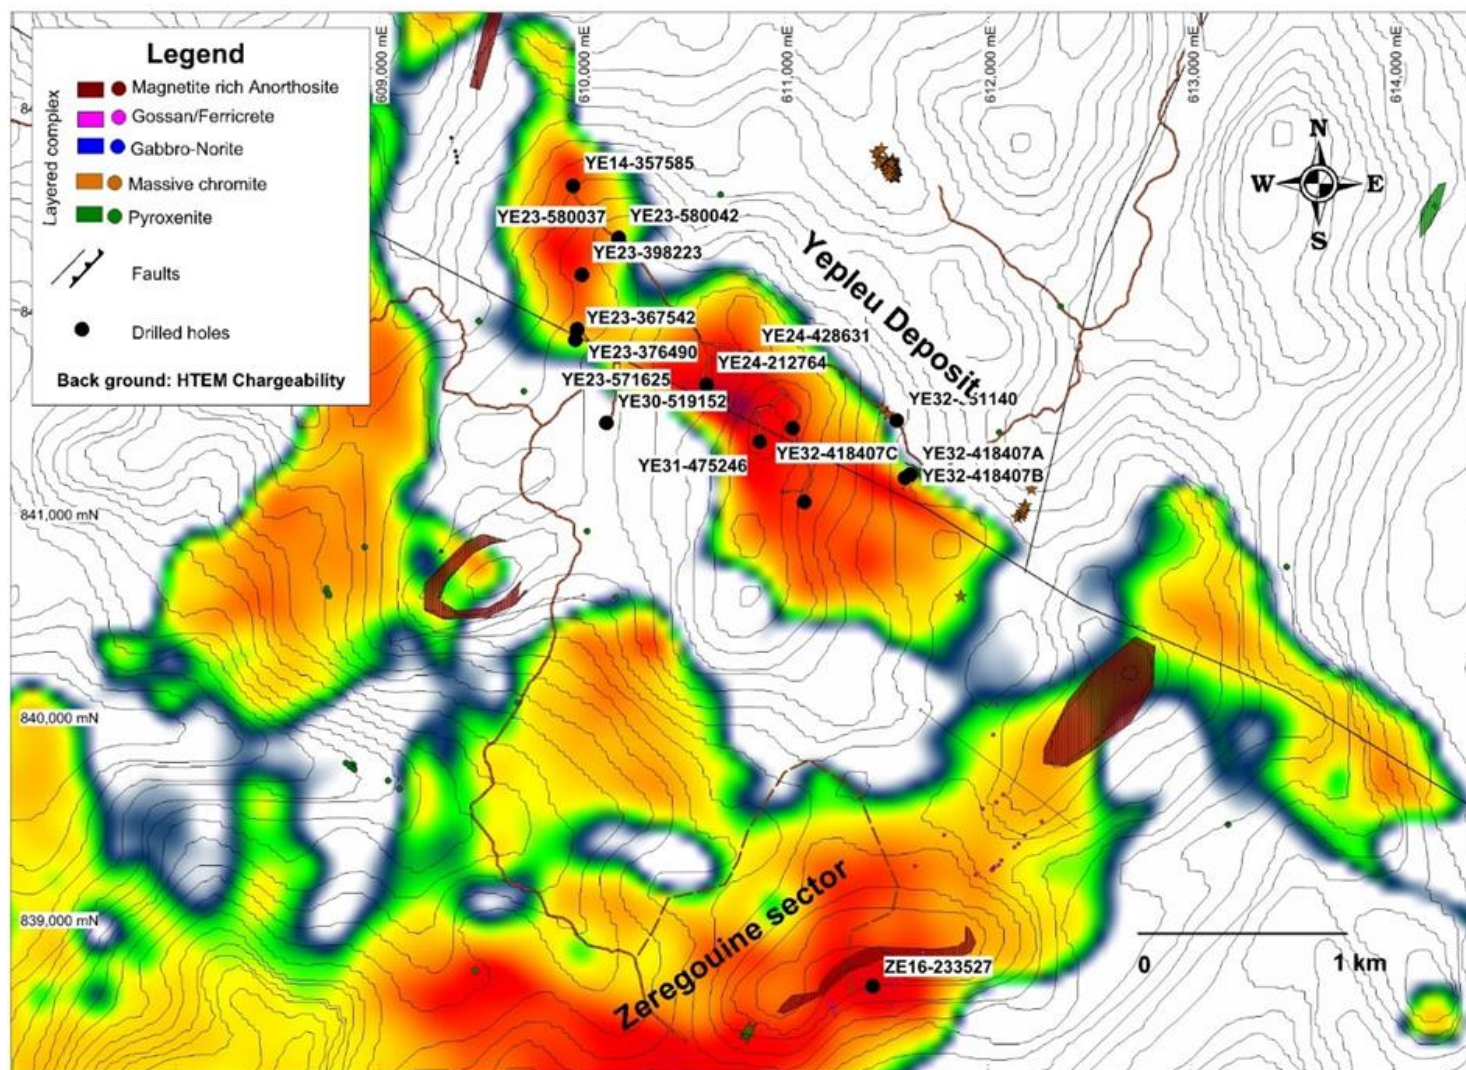 Legend
Layered complex
Magnetite rich Anorthosite
Gossan/Ferricrete
Gabbro-Norite
Massive chromite
Pyroxenite
Faults
Drilled holes
Back ground: HTEM Chargeability
609,000 mE
610,000 mE
611,000 mE
612,000 mE
613,000 mE
614,000 mE
N
W
E
S
YE14-357585
YE23-580037
YE23-580042
YE23-398223
YE23-367542
YE23-376490
YE24-428631
YE24-212764
YE23-571625
YE30-519152
Yepleu Deposit
YE31-475246
YE32-418407C
YE32-418407A
YE32-418407B
841,000 mN
840,000 mN
839,000 mN
Zeregouine sector
ZE16-233527
0
1 km